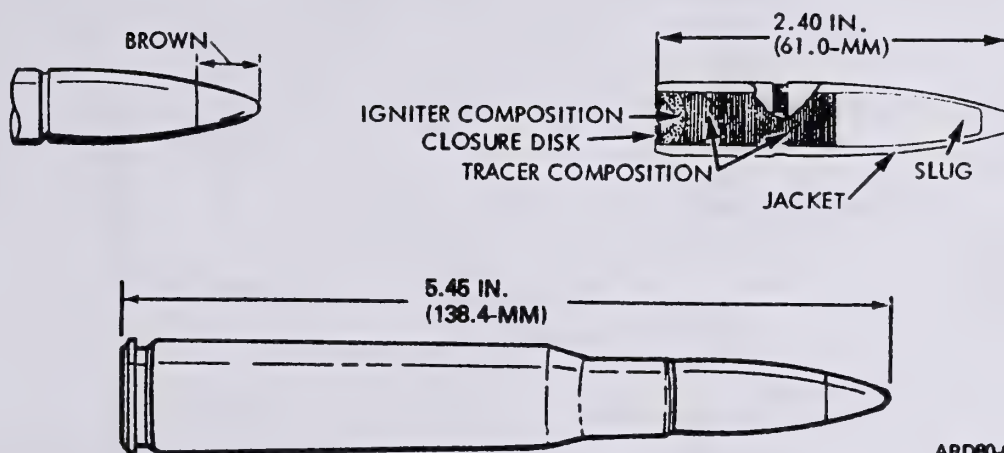 BROWN
2.40 IN.
(61.0-MM)
IGNITER COMPOSITION
CLOSURE DISK
TRACER COMPOSITION
SLUG
JACKET
5.45 IN.
(138.4-MM)